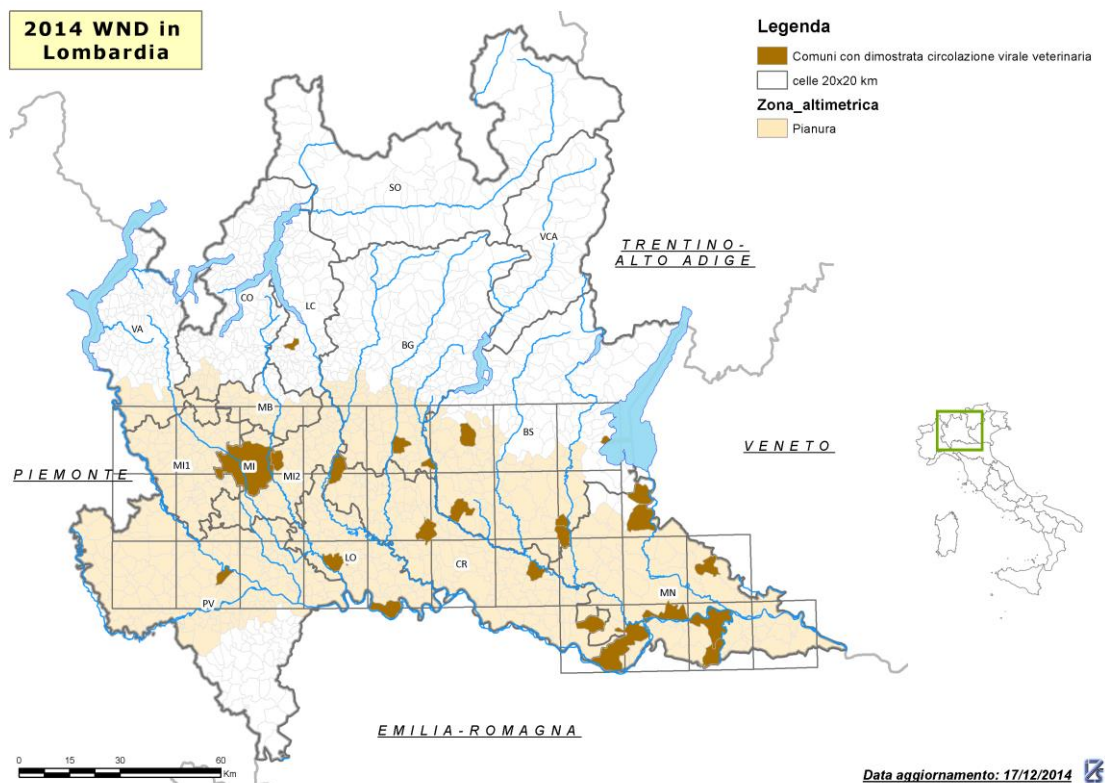 2014 WND in
Lombardia
Legenda
Comuni con dimostrata circolazione virale veterinaria
celle 20x20 km
Zona_altimetrica
Pianura
SO
VCA
TRENTINO-
ALTO ADIGE
CO
LC
VA
BG
MB
BS
VENETO
PIEMONTE
MI1
MI
MI2
LO
CR
PV
MN
EMILIA-ROMAGNA
0 15 30 60
Km
Data aggiornamento: 17/12/2014